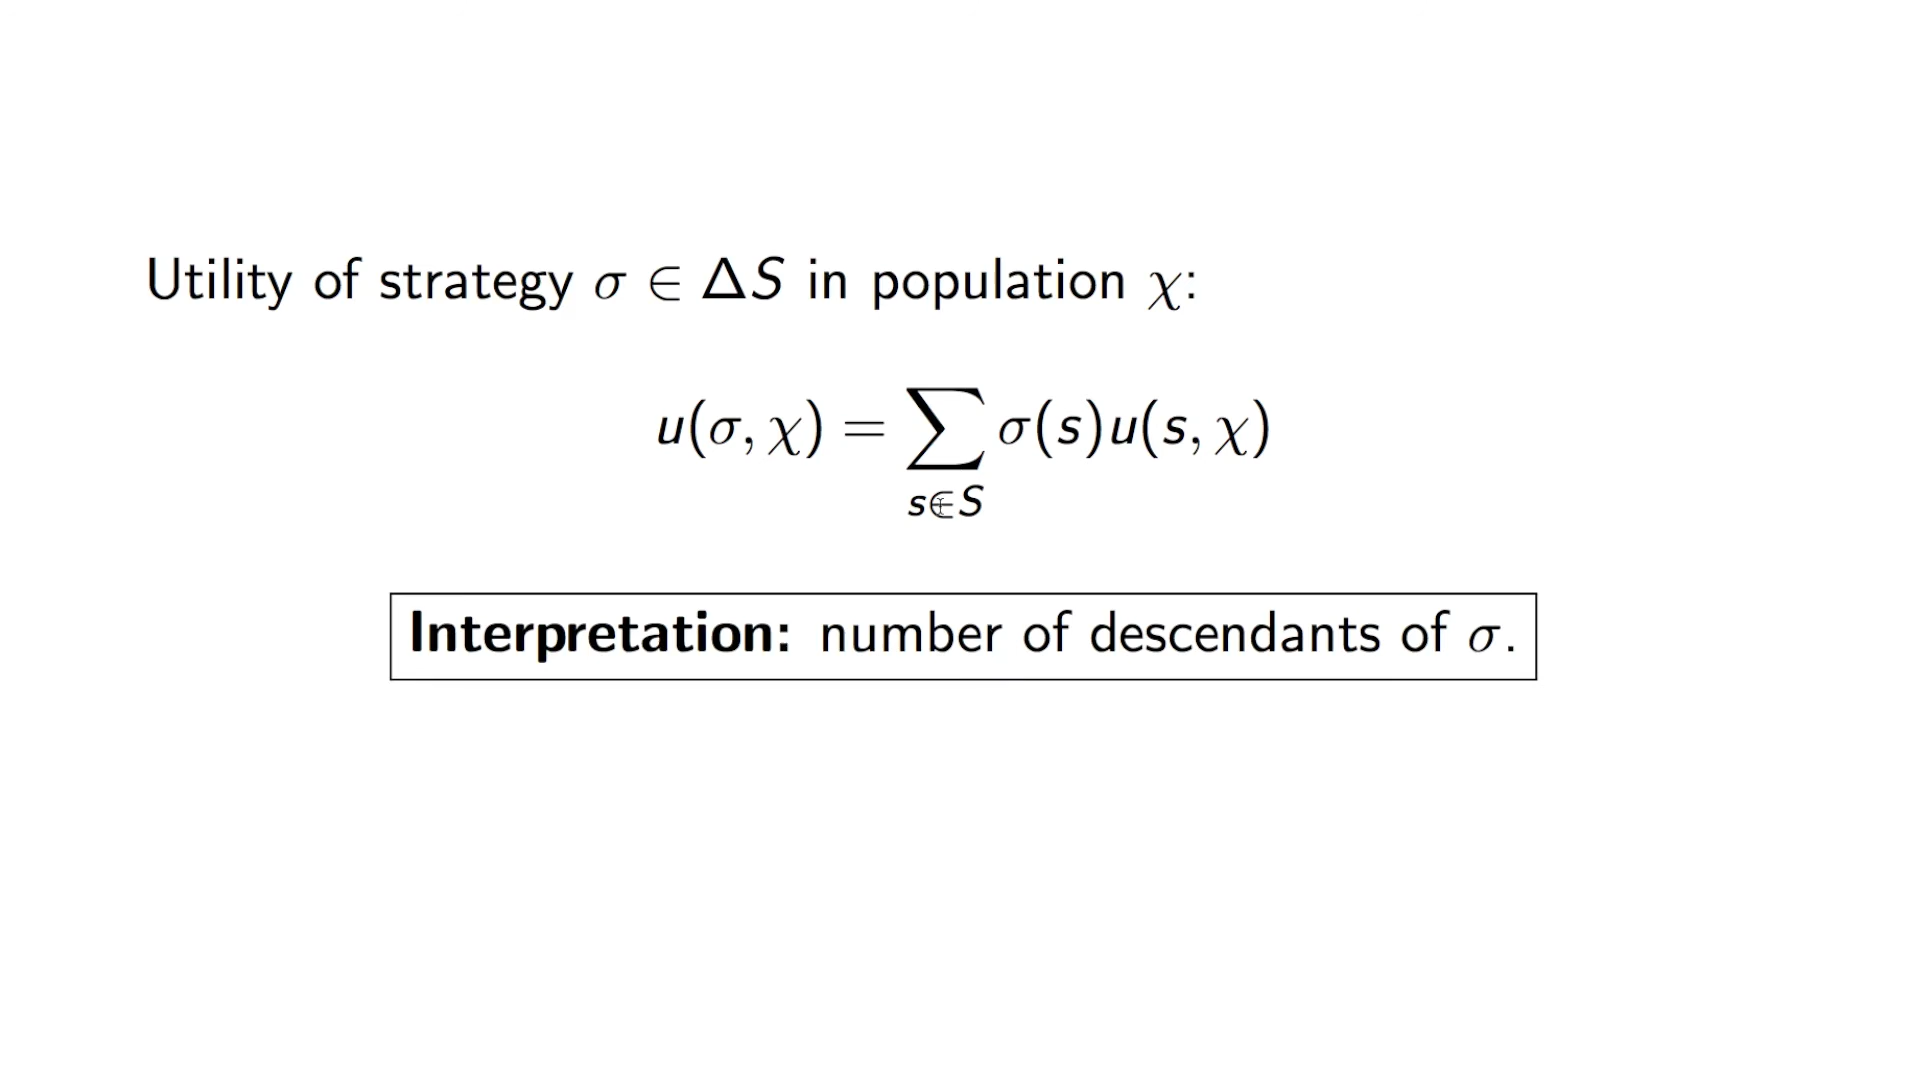 Utility of strategy σ ∈ ΔS in population χ:
u(σ, χ) = ∑ σ(s)u(s, χ)
s∈S
Interpretation: number of descendants of σ.